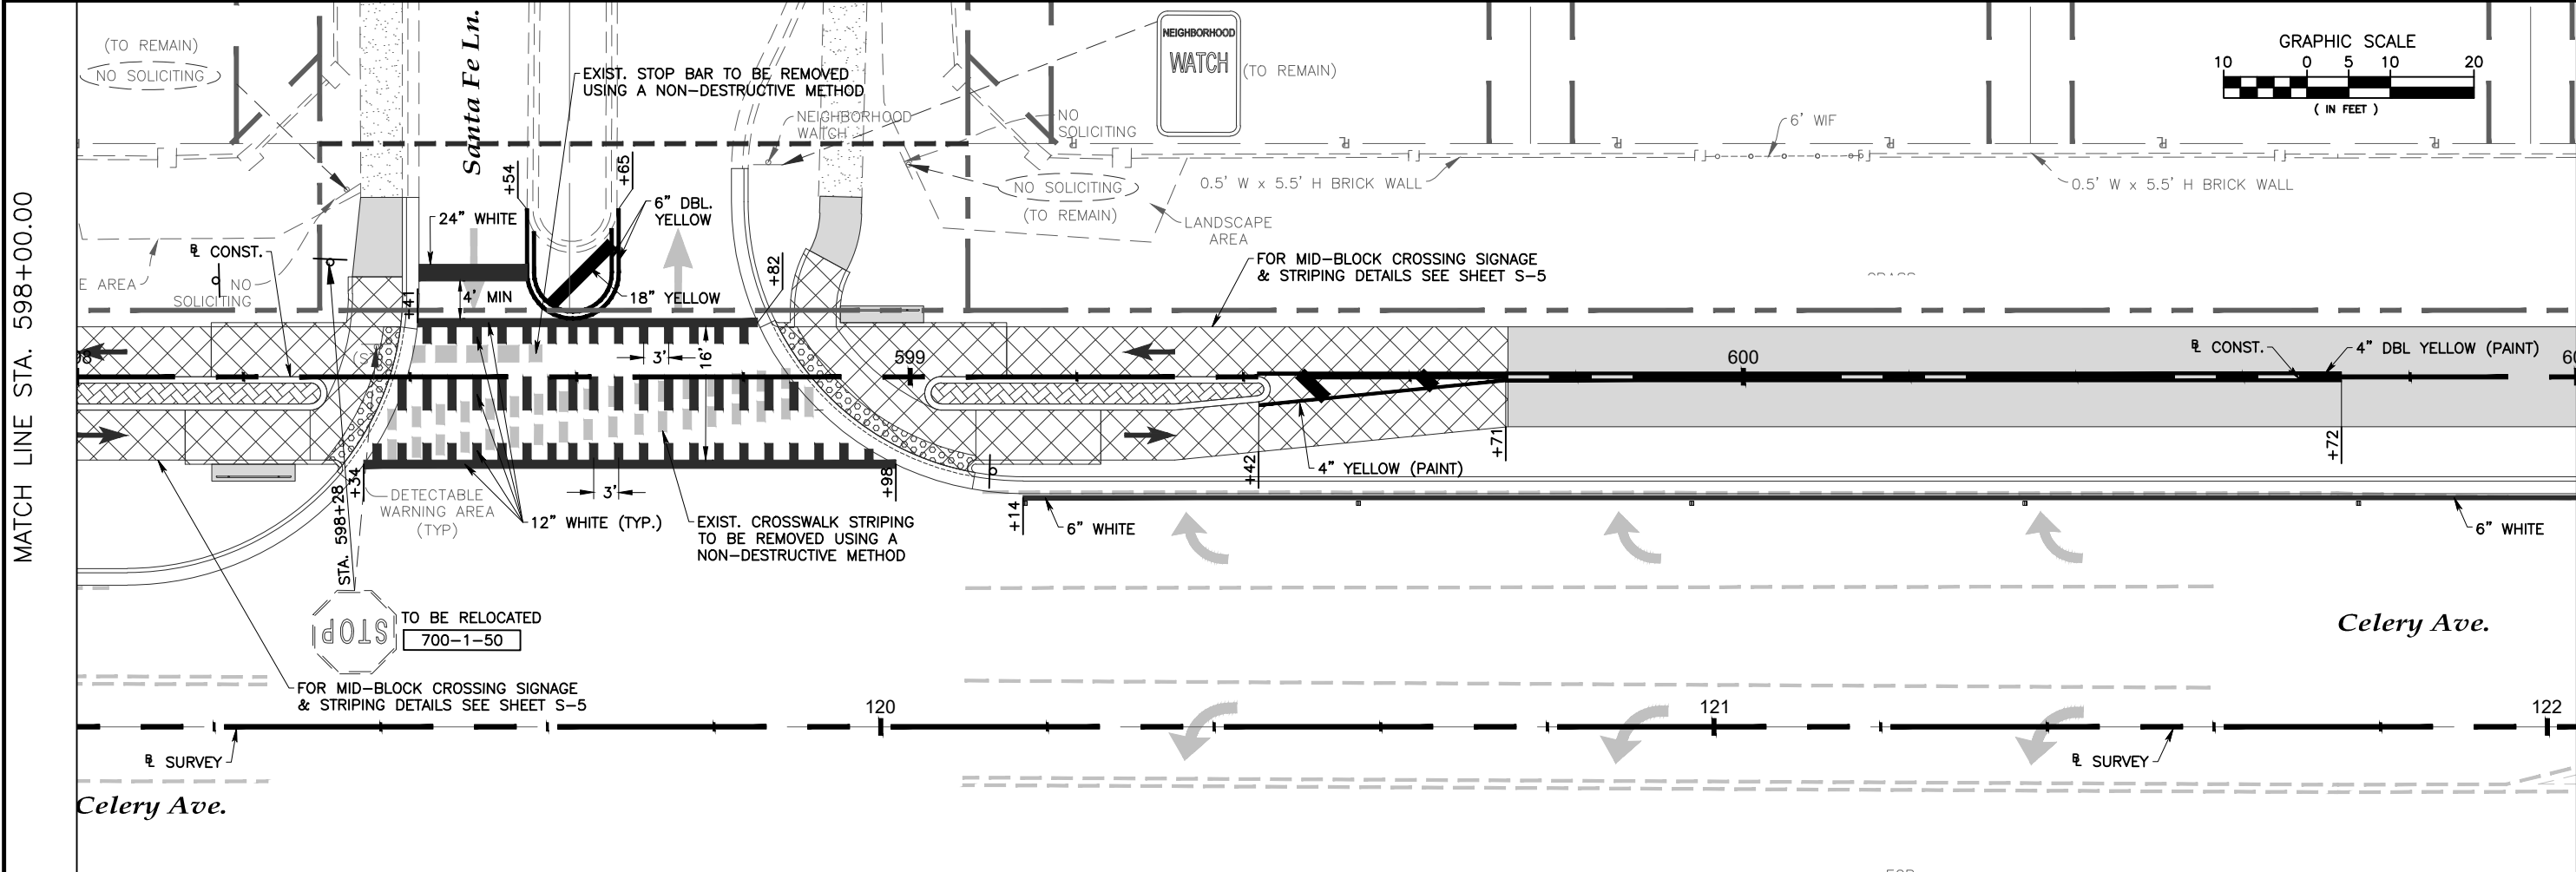 MATCH LINE STA. 598+00.00
(TO REMAIN)
NO SOLICITING
Santa Fe Ln.
EXIST. STOP BAR TO BE REMOVED
USING A NON-DESTRUCTIVE METHOD
NEIGHBORHOOD
WATCH
NO
SOLICITING
NEIGHBORHOOD
WATCH
(TO REMAIN)
GRAPHIC SCALE
10 0 5 10 20
( IN FEET )
6' WIF
0.5' W x 5.5' H BRICK WALL
0.5' W x 5.5' H BRICK WALL
NO SOLICITING
(TO REMAIN)
LANDSCAPE
AREA
+54
+65
24" WHITE
6" DBL.
YELLOW
℄ CONST.
E AREA
NO
SOLICITING
+41
4' MIN
18" YELLOW
+82
FOR MID-BLOCK CROSSING SIGNAGE
& STRIPING DETAILS SEE SHEET S-5
98
3'
16'
599
600
℄ CONST.
4" DBL YELLOW (PAINT)
60
+34
+98
+42
+71
+72
4" YELLOW (PAINT)
DETECTABLE
WARNING AREA
(TYP)
3'
12" WHITE (TYP.)
EXIST. CROSSWALK STRIPING
TO BE REMOVED USING A
NON-DESTRUCTIVE METHOD
+14
6" WHITE
6" WHITE
STA. 598+28
STOP
TO BE RELOCATED
700-1-50
Celery Ave.
FOR MID-BLOCK CROSSING SIGNAGE
& STRIPING DETAILS SEE SHEET S-5
120
121
122
℄ SURVEY
℄ SURVEY
Celery Ave.